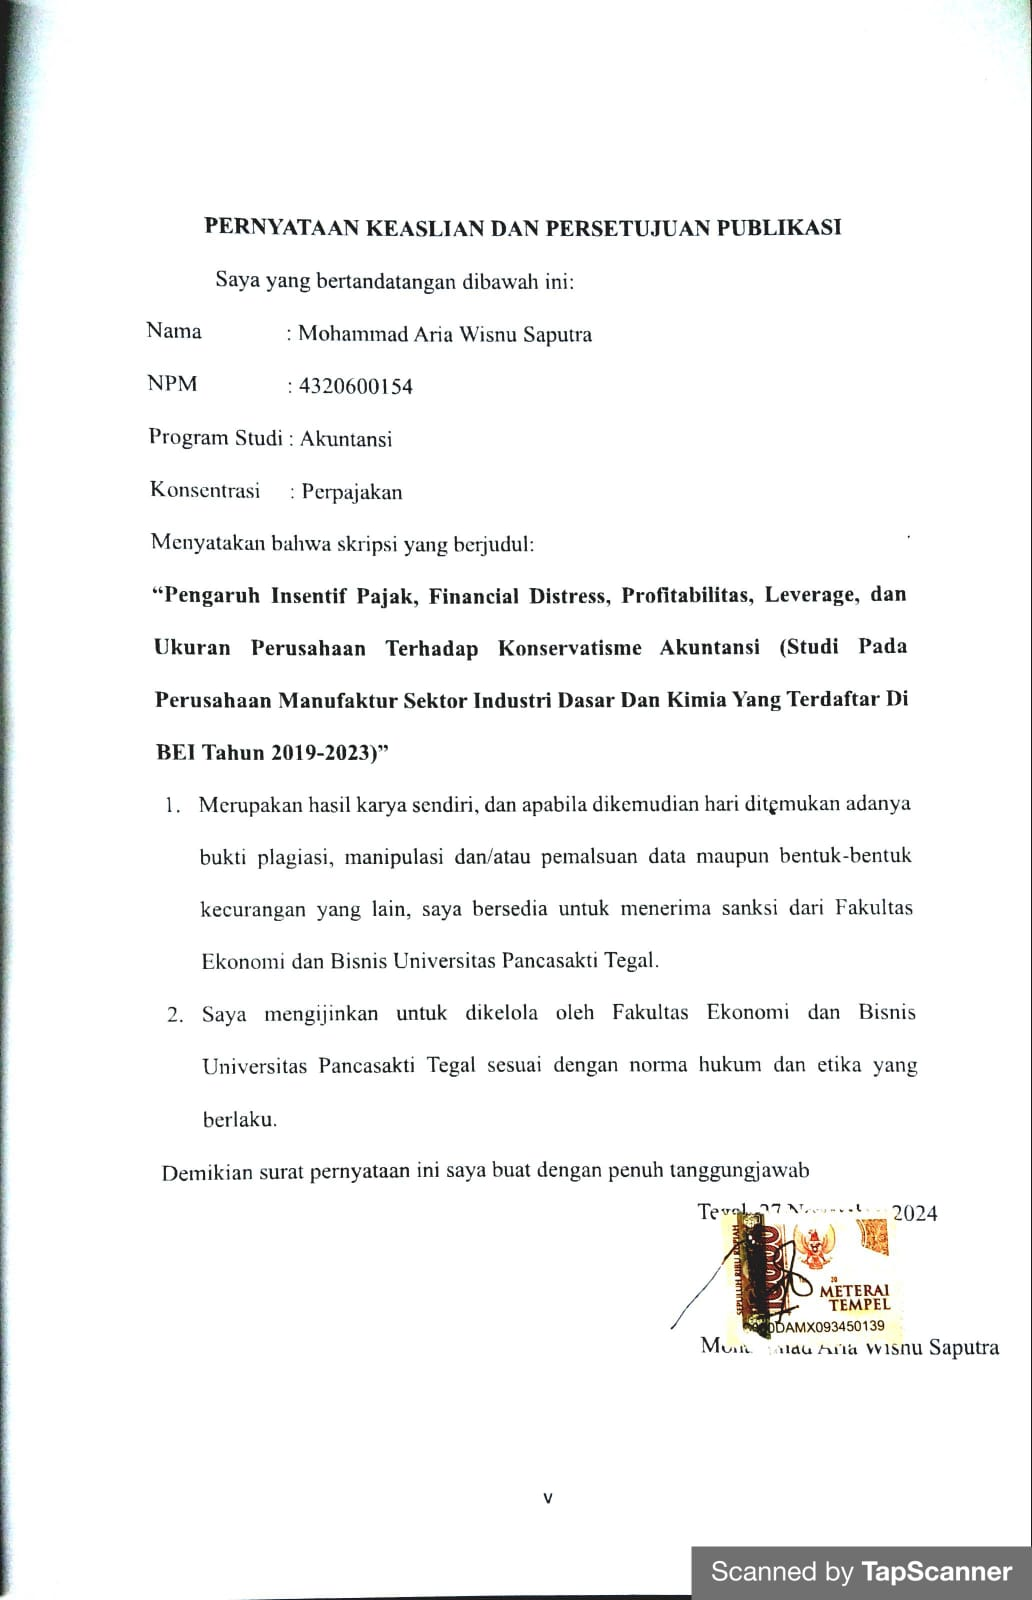 PERNYATAAN KEASLIAN DAN PERSETUJUAN PUBLIKASI
Saya yang bertandatangan dibawah ini:
Nama : Mohammad Aria Wisnu Saputra
NPM : 4320600154
Program Studi : Akuntansi
Konsentrasi : Perpajakan
Menyatakan bahwa skripsi yang berjudul:
“Pengaruh Insentif Pajak, Financial Distress, Profitabilitas, Leverage, dan
Ukuran Perusahaan Terhadap Konservatisme Akuntansi (Studi Pada
Perusahaan Manufaktur Sektor Industri Dasar Dan Kimia Yang Terdaftar Di
BEI Tahun 2019-2023)”
1. Merupakan hasil karya sendiri, dan apabila dikemudian hari ditemukan adanya
bukti plagiasi, manipulasi dan/atau pemalsuan data maupun bentuk-bentuk
kecurangan yang lain, saya bersedia untuk menerima sanksi dari Fakultas
Ekonomi dan Bisnis Universitas Pancasakti Tegal.
2. Saya mengijinkan untuk dikelola oleh Fakultas Ekonomi dan Bisnis
Universitas Pancasakti Tegal sesuai dengan norma hukum dan etika yang
berlaku.
Demikian surat pernyataan ini saya buat dengan penuh tanggungjawab
2024
SEPULUH RIBU RUPIAH
METERAI
TEMPEL
DAMX093450139
Aria Wisnu Saputra
v
Scanned by TapScanner